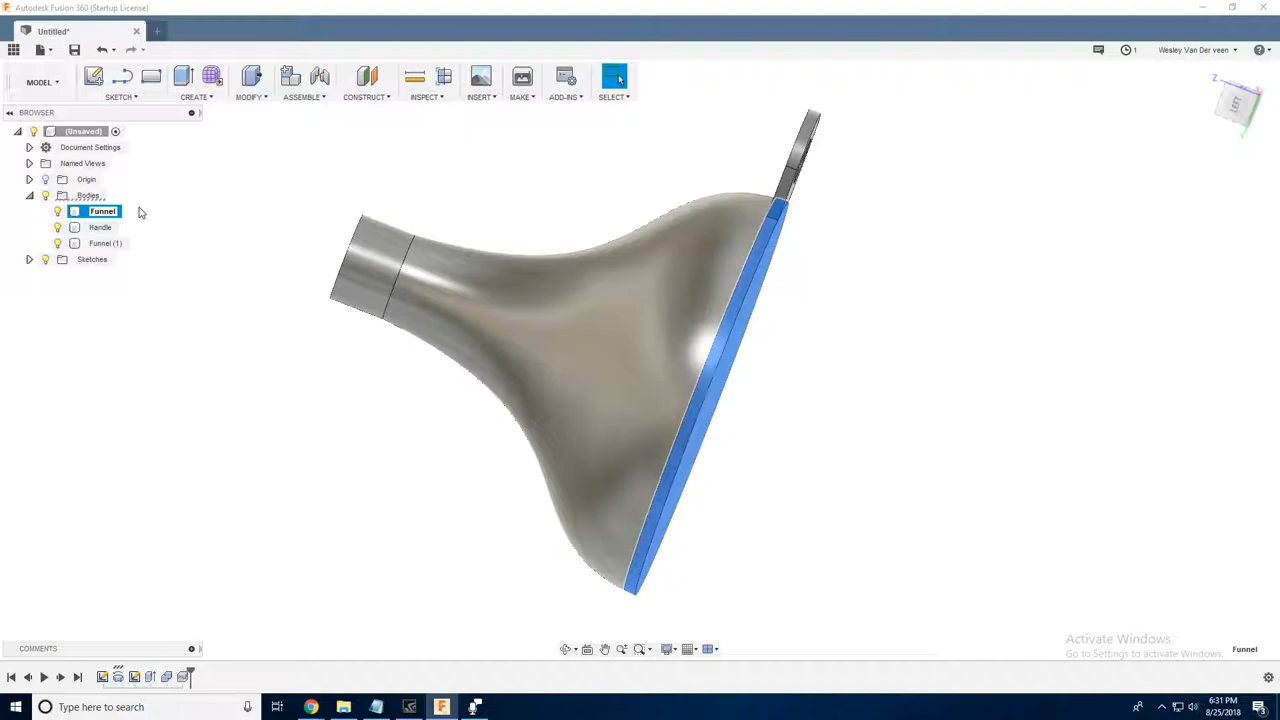 Autodesk Fusion 360 (Startup License)
Untitled*
Wesley Van Der veen
1
MODEL
SKETCH
CREATE
MODIFY
ASSEMBLE
CONSTRUCT
INSPECT
INSERT
MAKE
ADD-INS
SELECT
BROWSER
(Unsaved)
Document Settings
Named Views
Origin
Bodies
Funnel
Handle
Funnel (1)
Sketches
Z
COMMENTS
Activate Windows
Go to Settings to activate Windows.
Funnel
Type here to search
6:31 PM
8/25/2018
3